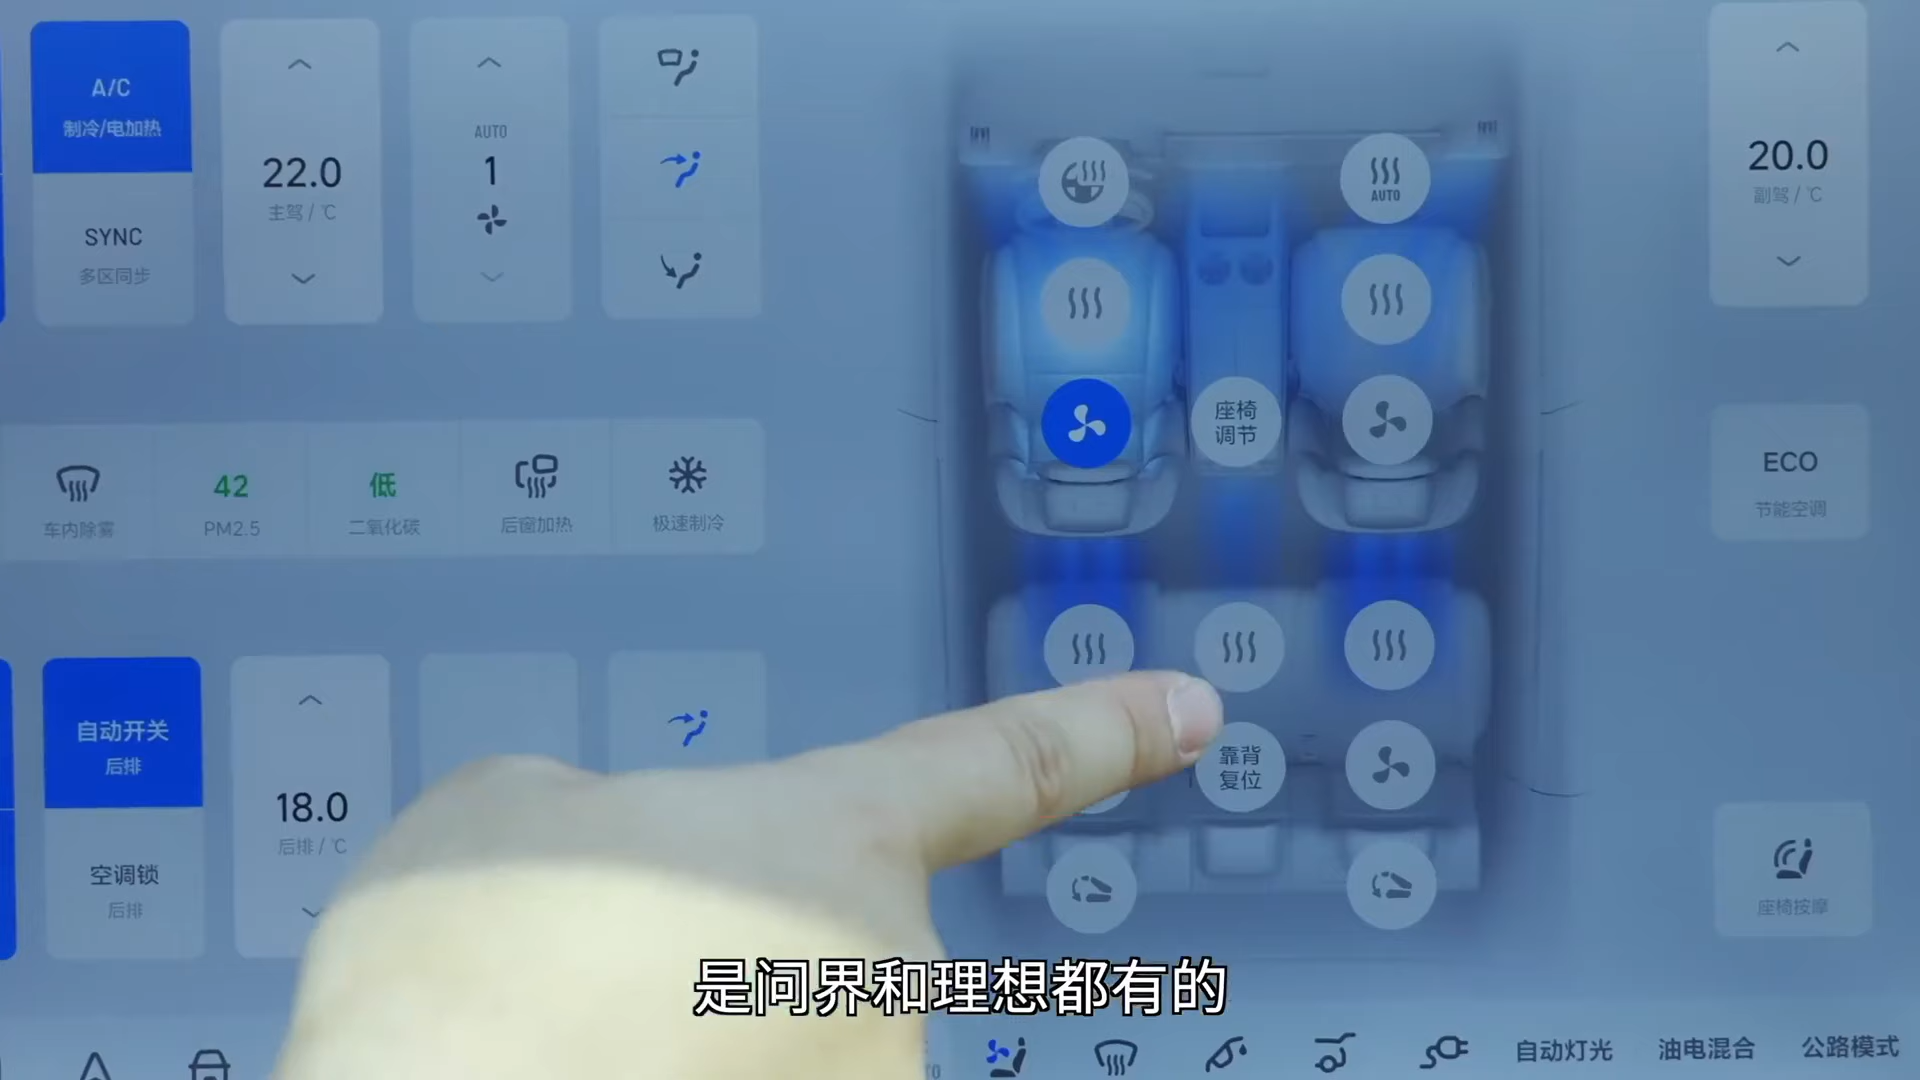 A/C
制冷/电加热
SYNC
多区同步
22.0
主驾 / ℃
AUTO
1
AUTO
座椅
调节
20.0
副驾 / ℃
车内除雾
42
PM2.5
低
二氧化碳
后窗加热
极速制冷
ECO
节能空调
自动开关
后排
空调锁
后排
18.0
后排 / ℃
靠背
复位
座椅按摩
是问界和理想都有的
自动灯光
油电混合
公路模式